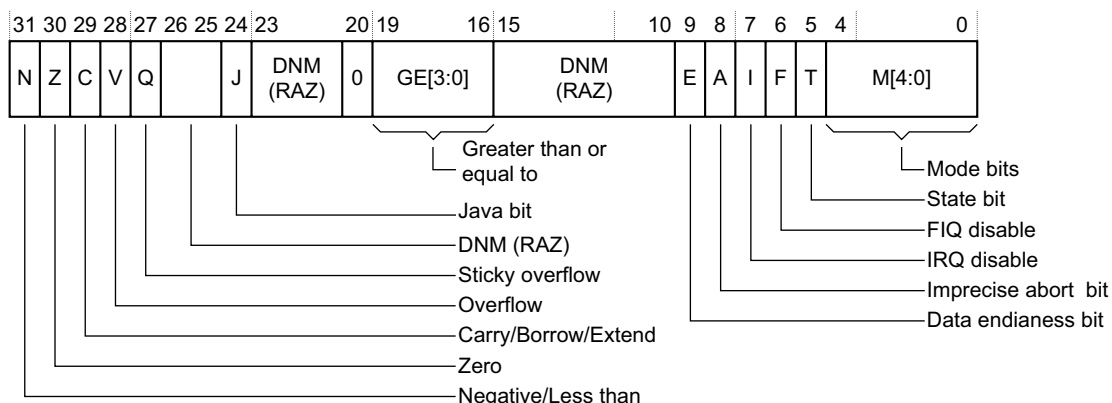 31 30 29 28 27 26 25 24 23 20 19 16 15 10 9 8 7 6 5 4 0
N Z C V Q J DNM (RAZ) 0 GE[3:0] DNM (RAZ) E A I F T M[4:0]
Greater than or
equal to
Java bit
DNM (RAZ)
Sticky overflow
Overflow
Carry/Borrow/Extend
Zero
Negative/Less than
Mode bits
State bit
FIQ disable
IRQ disable
Imprecise abort bit
Data endianess bit